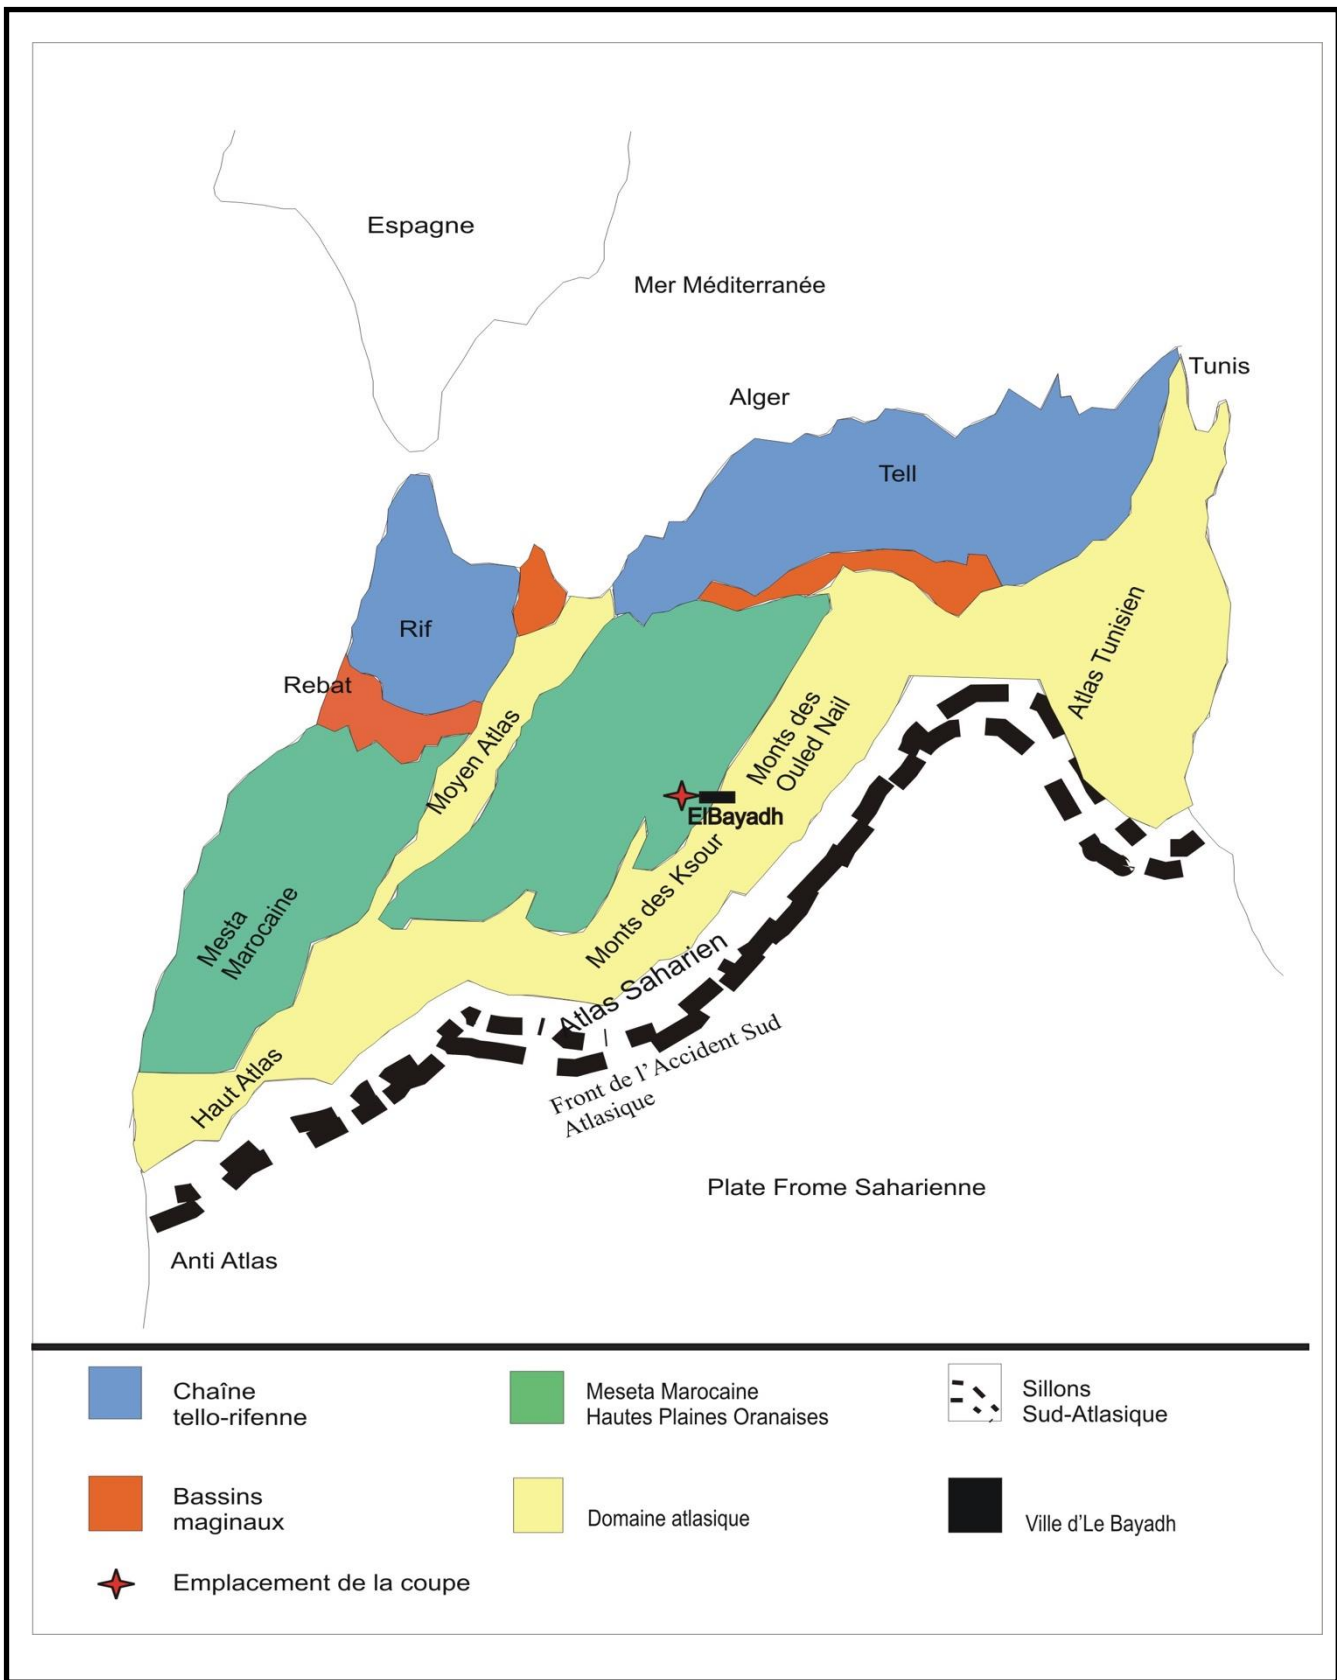 Espagne
Mer Méditerranée
Tunis
Alger
Tell
Rif
Rebat
Atlas Tunisien
Moyen Atlas
Monts des
Ouled Nail
ElBayadh
Monts des Ksour
Mesta
Marocaine
Atlas Saharien
Haut Atlas
Front de l'Accident Sud
Atlasique
Plate Frome Saharienne
Anti Atlas
Chaîne
tello-rifenne
Meseta Marocaine
Hautes Plaines Oranaises
Sillons
Sud-Atlasique
Bassins
maginaux
Domaine atlasique
Ville d'Le Bayadh
Emplacement de la coupe